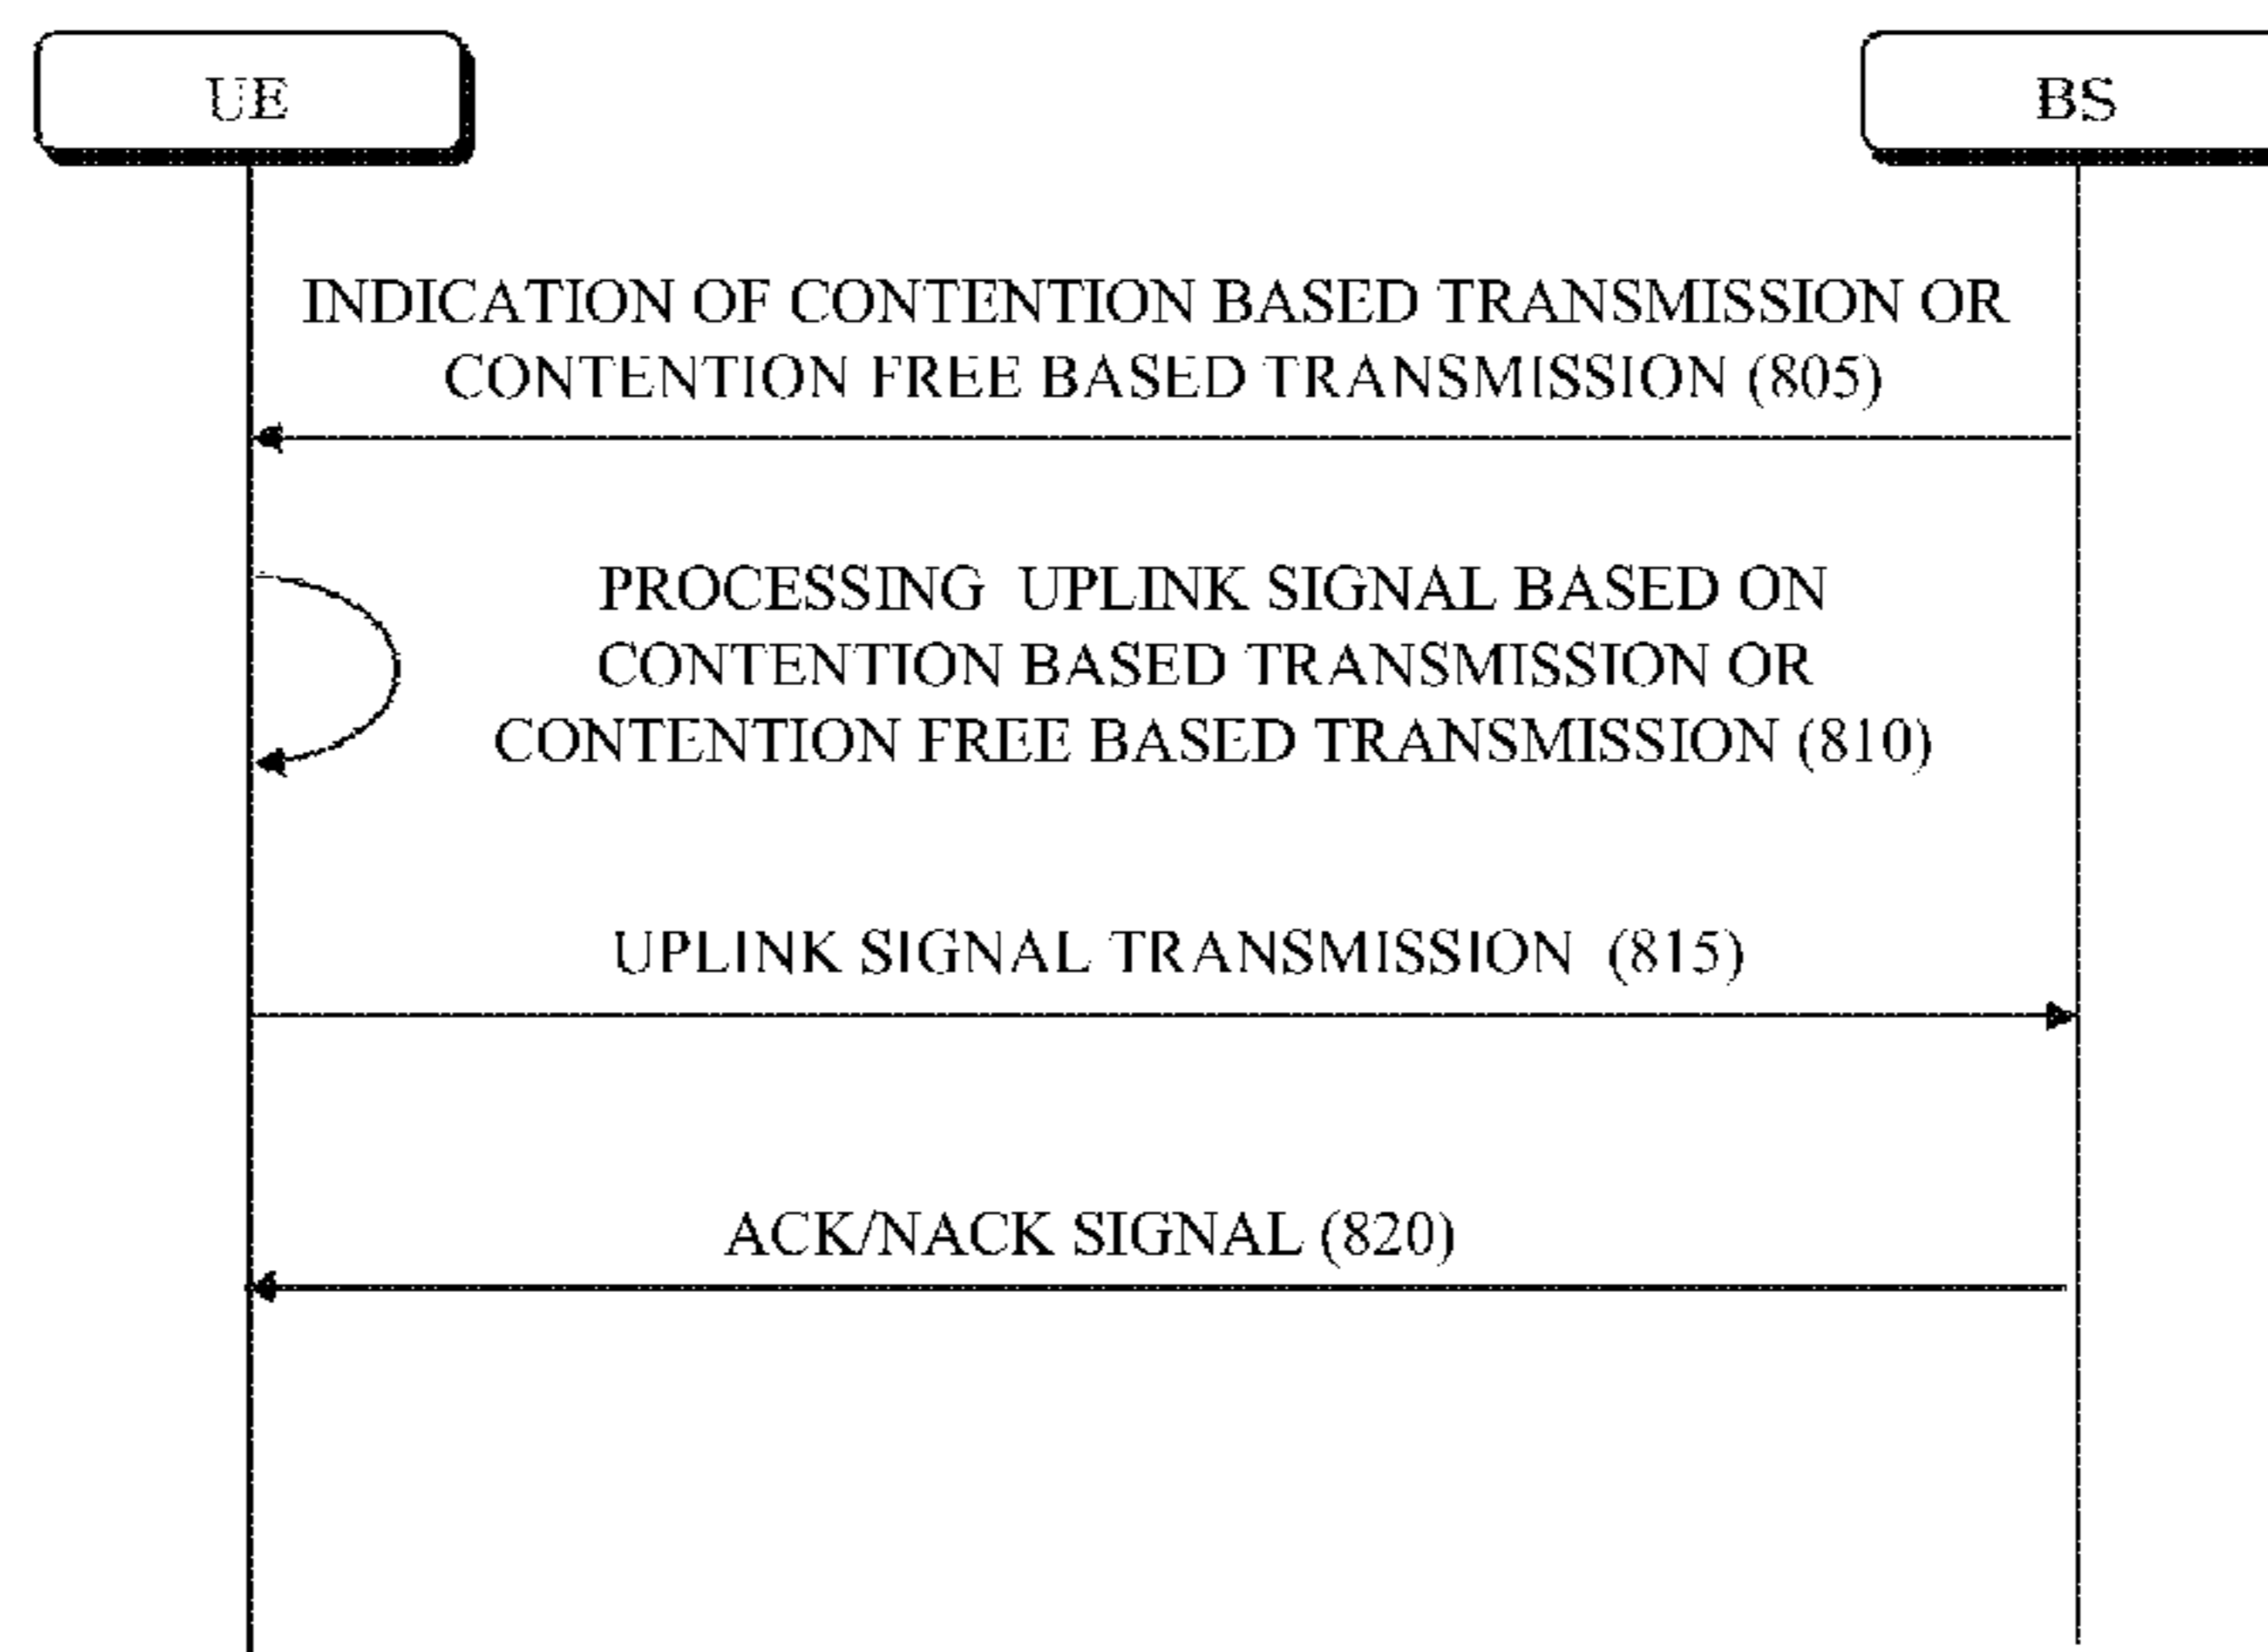 UE
BS
INDICATION OF CONTENTION BASED TRANSMISSION OR
CONTENTION FREE BASED TRANSMISSION (805)
PROCESSING UPLINK SIGNAL BASED ON
CONTENTION BASED TRANSMISSION OR
CONTENTION FREE BASED TRANSMISSION (810)
UPLINK SIGNAL TRANSMISSION (815)
ACK/NACK SIGNAL (820)